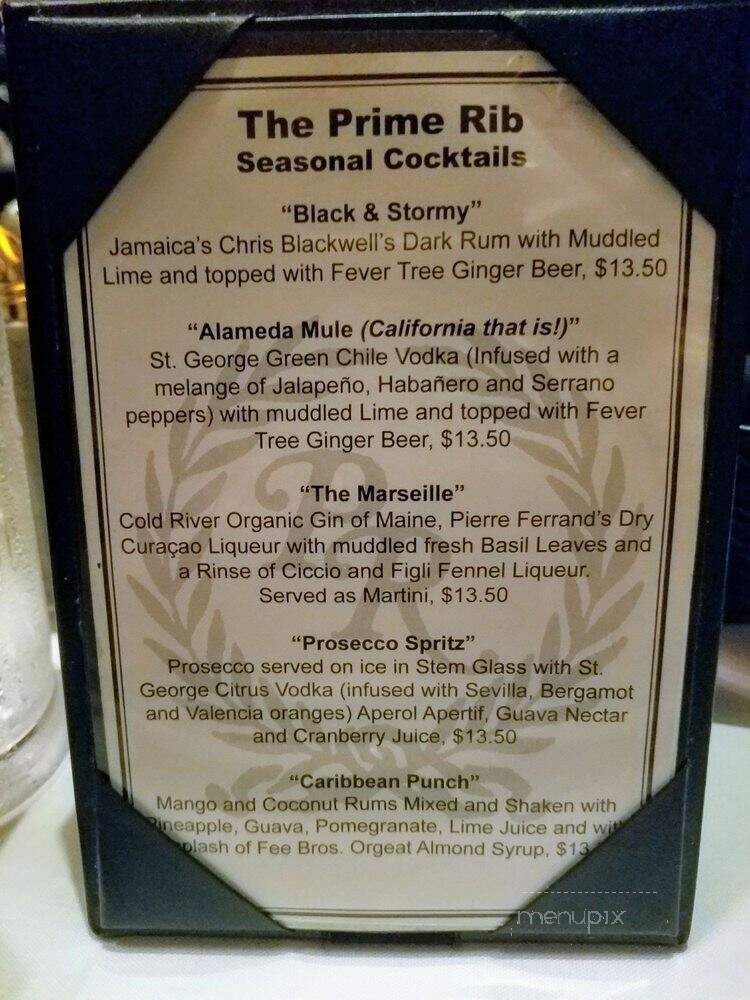 The Prime Rib
Seasonal Cocktails
“Black & Stormy”
Jamaica’s Chris Blackwell’s Dark Rum with Muddled
Lime and topped with Fever Tree Ginger Beer, $13.50
“Alameda Mule (California that is!)”
St. George Green Chile Vodka (Infused with a
melange of Jalapeño, Habañero and Serrano
peppers) with muddled Lime and topped with Fever
Tree Ginger Beer, $13.50
“The Marseille”
Cold River Organic Gin of Maine, Pierre Ferrand’s Dry
Curaçao Liqueur with muddled fresh Basil Leaves and
a Rinse of Ciccio and Figli Fennel Liqueur.
Served as Martini, $13.50
“Prosecco Spritz”
Prosecco served on ice in Stem Glass with St.
George Citrus Vodka (infused with Sevilla, Bergamot
and Valencia oranges) Aperol Apertif, Guava Nectar
and Cranberry Juice, $13.50
“Caribbean Punch”
Mango and Coconut Rums Mixed and Shaken with
Pineapple, Guava, Pomegranate, Lime Juice and with
splash of Fee Bros. Orgeat Almond Syrup, $13.
menupix